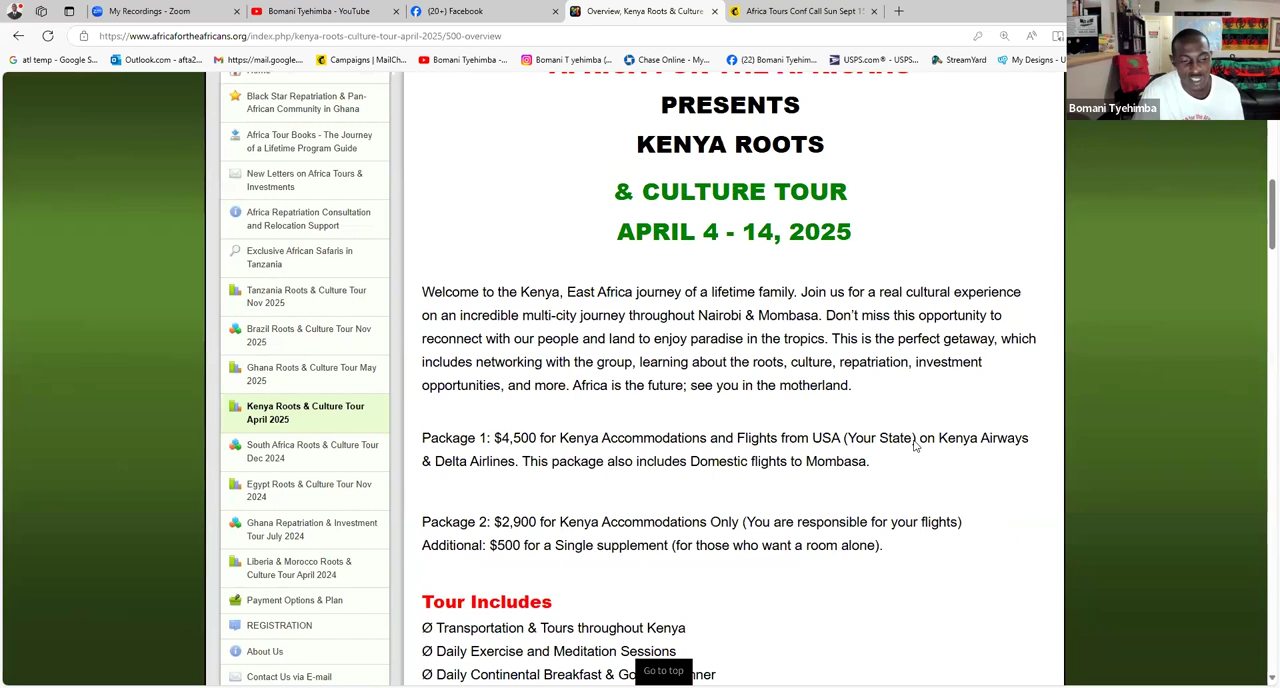 My Recordings - Zoom
Bomani Tyehimba - YouTube
(20+) Facebook
Overview, Kenya Roots & Culture
Africa Tours Conf Call Sun Sept 1
https://www.africafortheafricans.org/index.php/kenya-roots-culture-tour-april-2025/500-overview
atl temp - Google S...
Outlook.com - afta2...
https://mail.google....
Campaigns | MailCh...
Bomani Tyehimba -...
Bomani T yehimba (...
Chase Online - My...
(22) Bomani Tyehim...
USPS.com® - USPS...
StreamYard
My Designs - U
Bomani Tyehimba
Home
Black Star Repatriation & Pan-
African Community in Ghana
Africa Tour Books - The Journey
of a Lifetime Program Guide
New Letters on Africa Tours &
Investments
Africa Repatriation Consultation
and Relocation Support
Exclusive African Safaris in
Tanzania
Tanzania Roots & Culture Tour
Nov 2025
Brazil Roots & Culture Tour Nov
2025
Ghana Roots & Culture Tour May
2025
Kenya Roots & Culture Tour
April 2025
South Africa Roots & Culture Tour
Dec 2024
Egypt Roots & Culture Tour Nov
2024
Ghana Repatriation & Investment
Tour July 2024
Liberia & Morocco Roots &
Culture Tour April 2024
Payment Options & Plan
REGISTRATION
About Us
Contact Us via E-mail
AFRICA FOR THE AFRICANS
PRESENTS
KENYA ROOTS
& CULTURE TOUR
APRIL 4 - 14, 2025
Welcome to the Kenya, East Africa journey of a lifetime family. Join us for a real cultural experience
on an incredible multi-city journey throughout Nairobi & Mombasa. Don't miss this opportunity to
reconnect with our people and land to enjoy paradise in the tropics. This is the perfect getaway, which
includes networking with the group, learning about the roots, culture, repatriation, investment
opportunities, and more. Africa is the future; see you in the motherland.
Package 1: $4,500 for Kenya Accommodations and Flights from USA (Your State) on Kenya Airways
& Delta Airlines. This package also includes Domestic flights to Mombasa.
Package 2: $2,900 for Kenya Accommodations Only (You are responsible for your flights)
Additional: $500 for a Single supplement (for those who want a room alone).
Tour Includes
Ø Transportation & Tours throughout Kenya
Ø Daily Exercise and Meditation Sessions
Ø Daily Continental Breakfast & Go
nner
Go to top